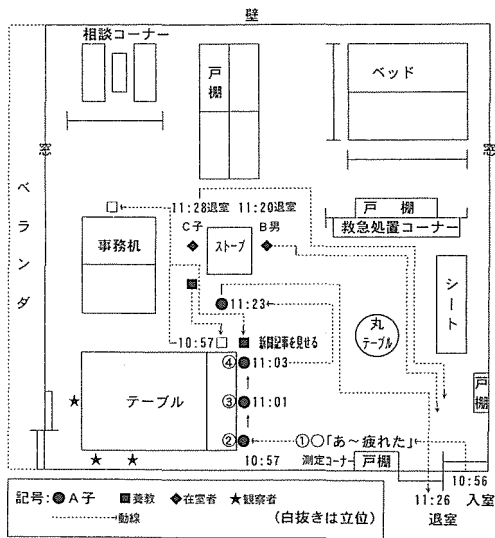 壁
相談コーナー
戸棚
ベッド
窓
窓
ベランダ
11:28退室 11:20退室
戸 棚
救急処置コーナー
C子
B男
ストーブ
事務机
シート
11:23
丸テーブル
10:57
新聞記事を見せる
④ 11:03
戸棚
テーブル
③ 11:01
② ①○「あ~疲れた」
10:57
測定コーナー
戸棚
10:56
入室
11:26
退室
記号:●A子 ■養教 ◆在室者 ★観察者
動線
(白抜きは立位)